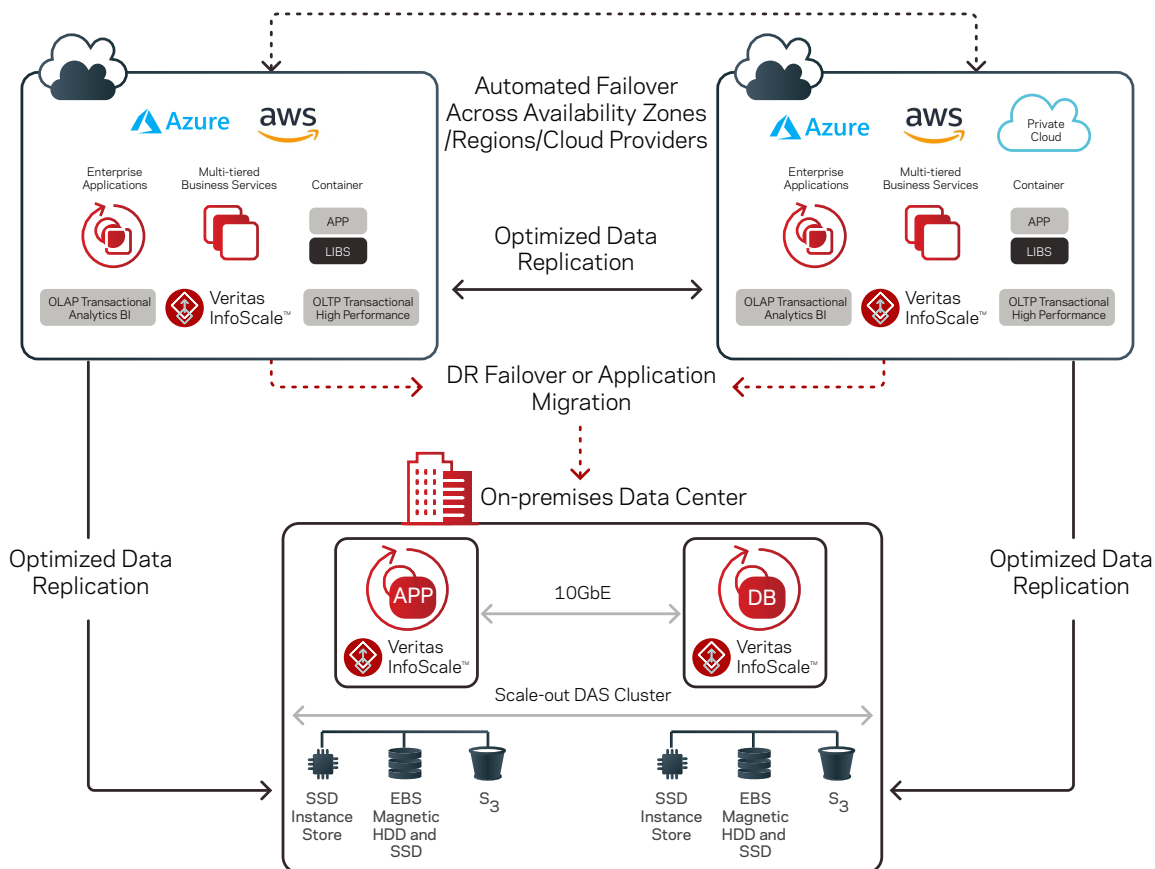 Automated Failover
Across Availability Zones
/Regions/Cloud Providers
Azure
aws
Enterprise
Applications
Multi-tiered
Business Services
Container
APP
LIBS
OLAP Transactional
Analytics BI
Veritas
InfoScale™
OLTP Transactional
High Performance
Optimized Data
Replication
Azure
aws
Private
Cloud
Enterprise
Applications
Multi-tiered
Business Services
Container
APP
LIBS
OLAP Transactional
Analytics BI
Veritas
InfoScale™
OLTP Transactional
High Performance
DR Failover or Application
Migration
On-premises Data Center
Optimized Data
Replication
Optimized Data
Replication
APP
Veritas
InfoScale™
10GbE
DB
Veritas
InfoScale™
Scale-out DAS Cluster
SSD
Instance
Store
EBS
Magnetic
HDD and
SSD
S3
SSD
Instance
Store
EBS
Magnetic
HDD and
SSD
S3